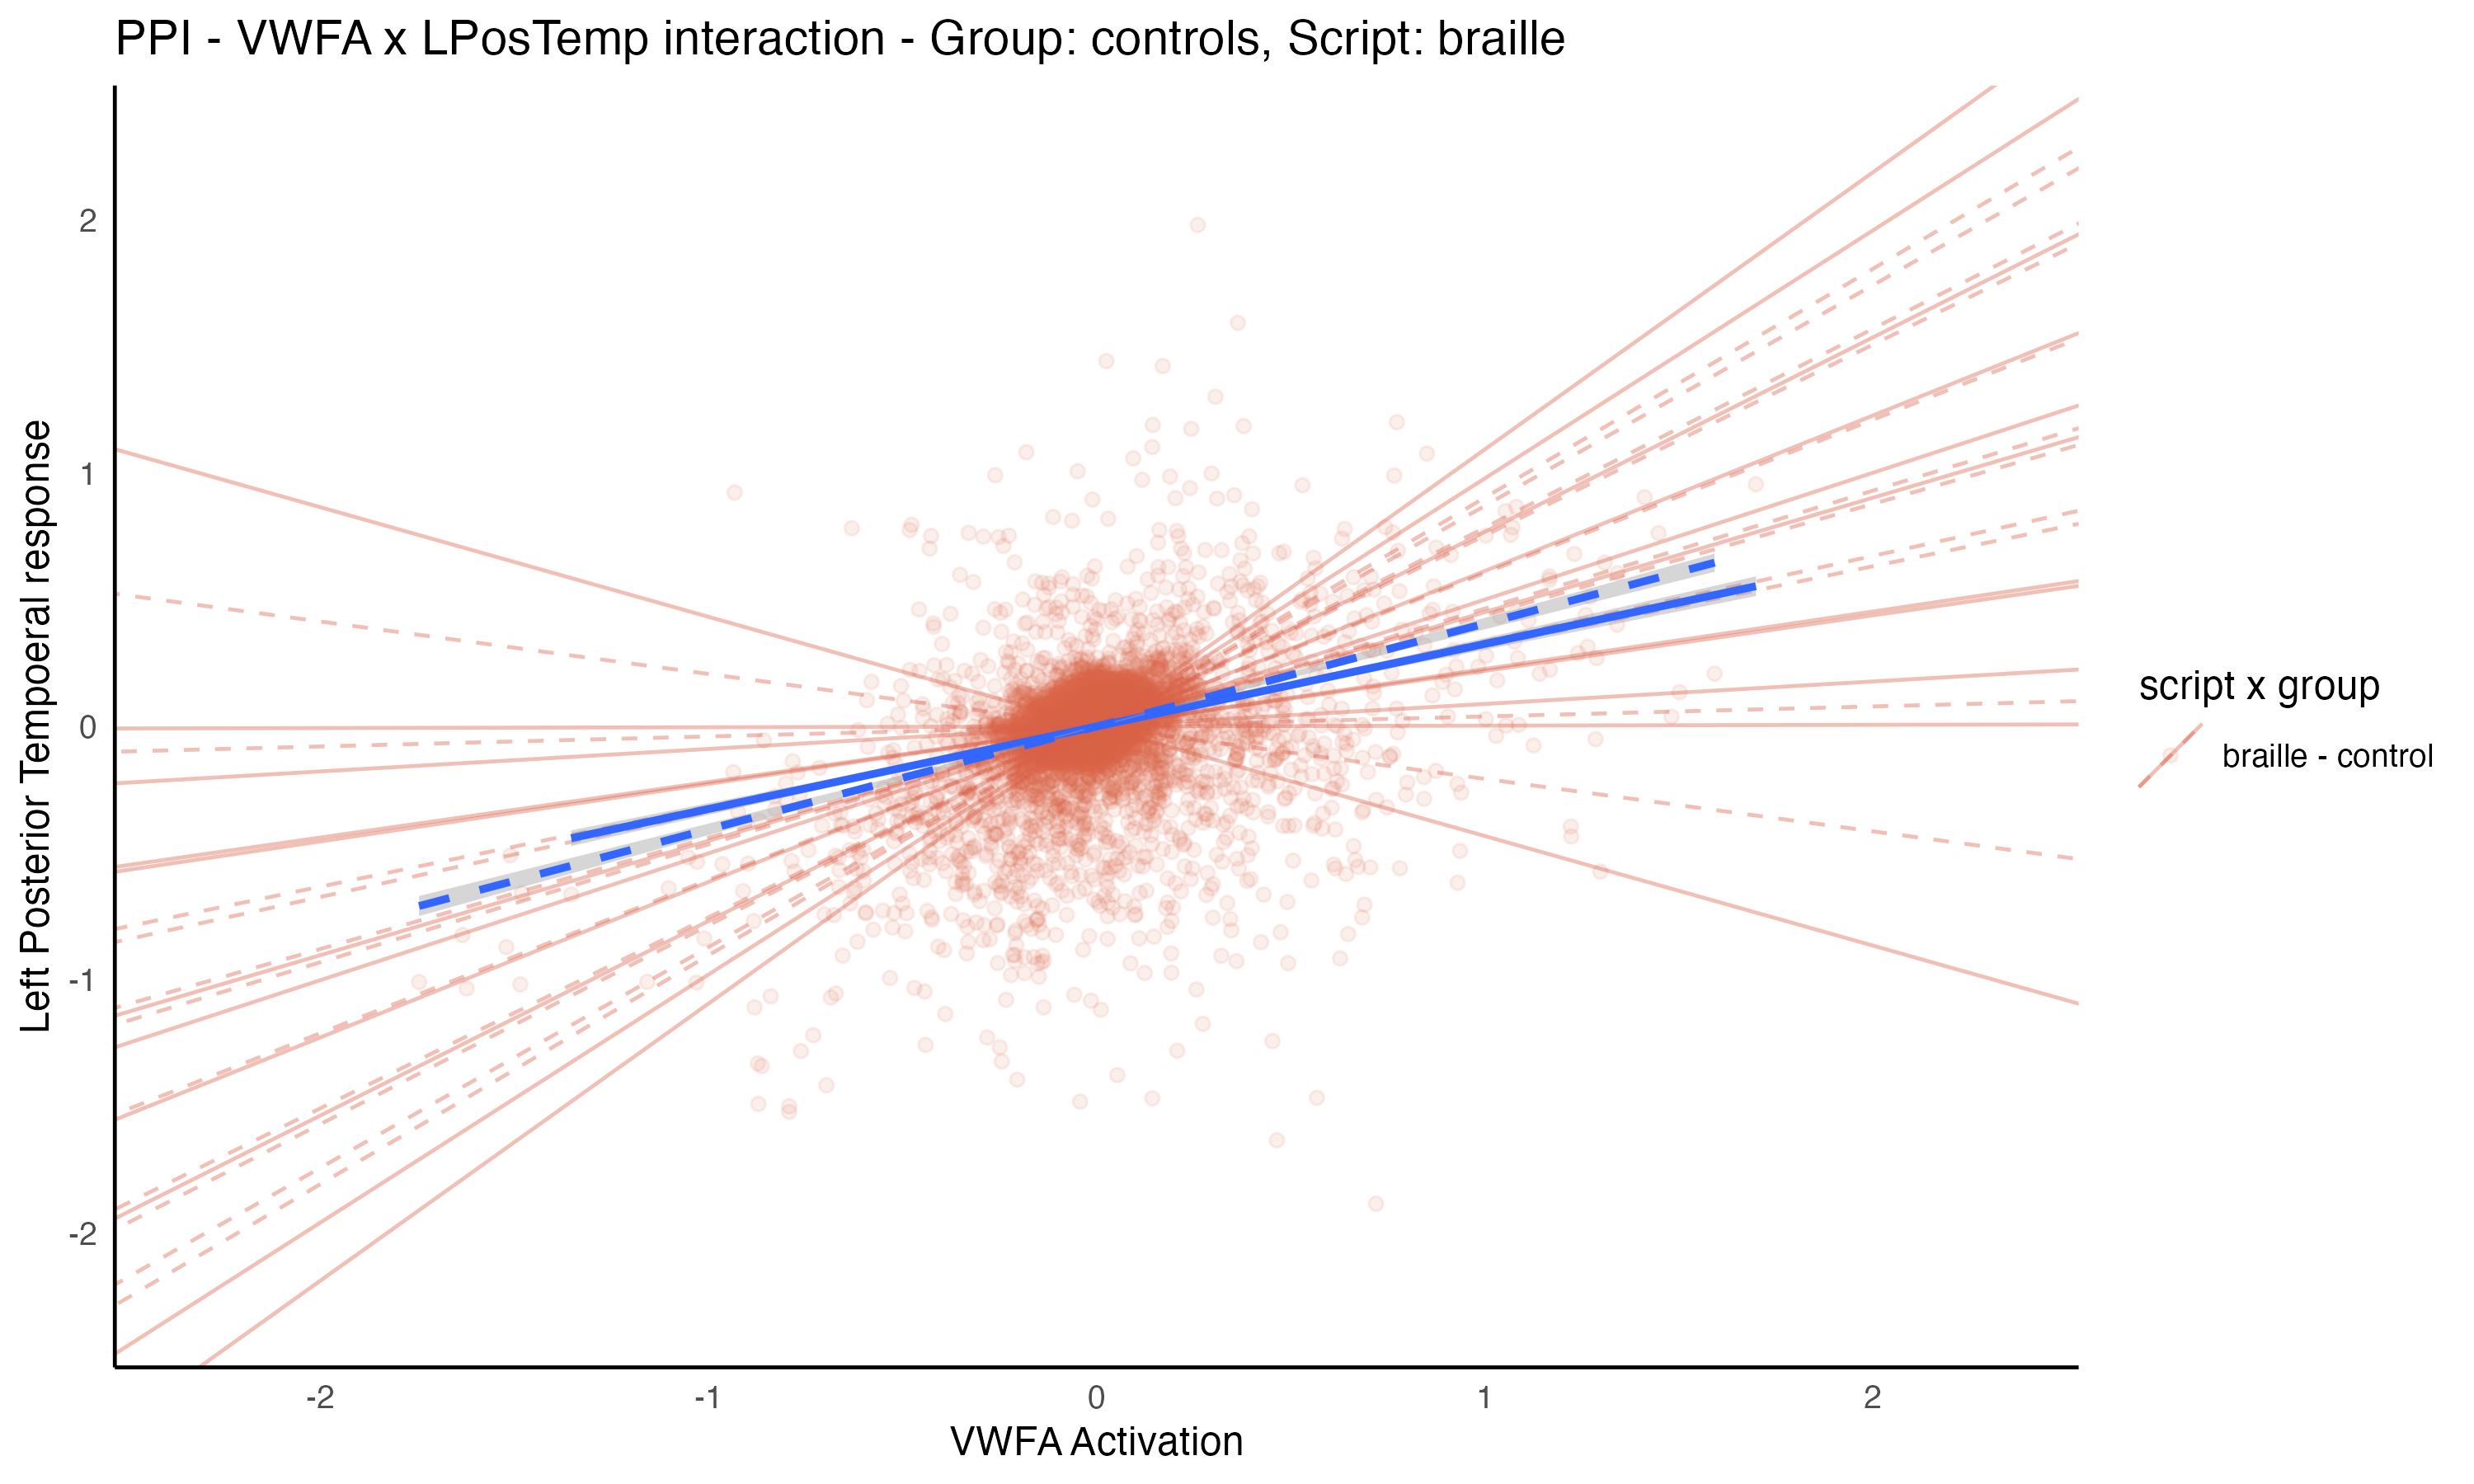 PPI - VWFA x LPosTemp interaction - Group: controls, Script: braille
Left Posterior Tempoeral response
2
1
0
-1
-2
-2
-1
0
1
2
VWFA Activation
script x group
braille - control